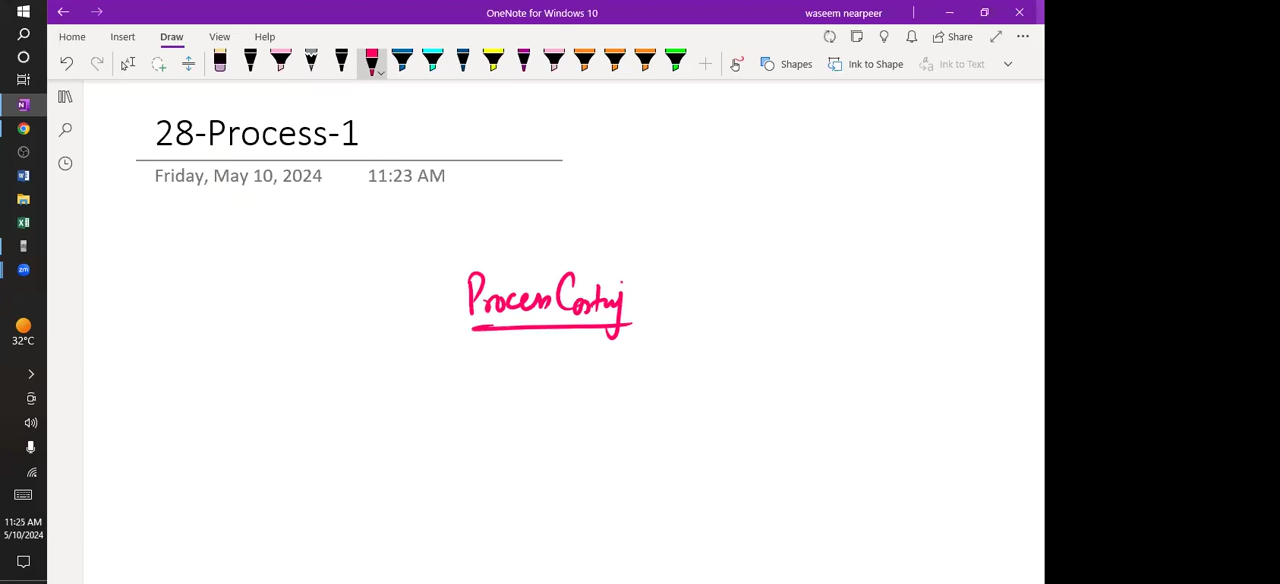 OneNote for Windows 10
waseem nearpeer
Home Insert Draw View Help
Share
Shapes Ink to Shape Ink to Text
28-Process-1
Friday, May 10, 2024 11:23 AM
Process Costing
32°C
11:25 AM
5/10/2024